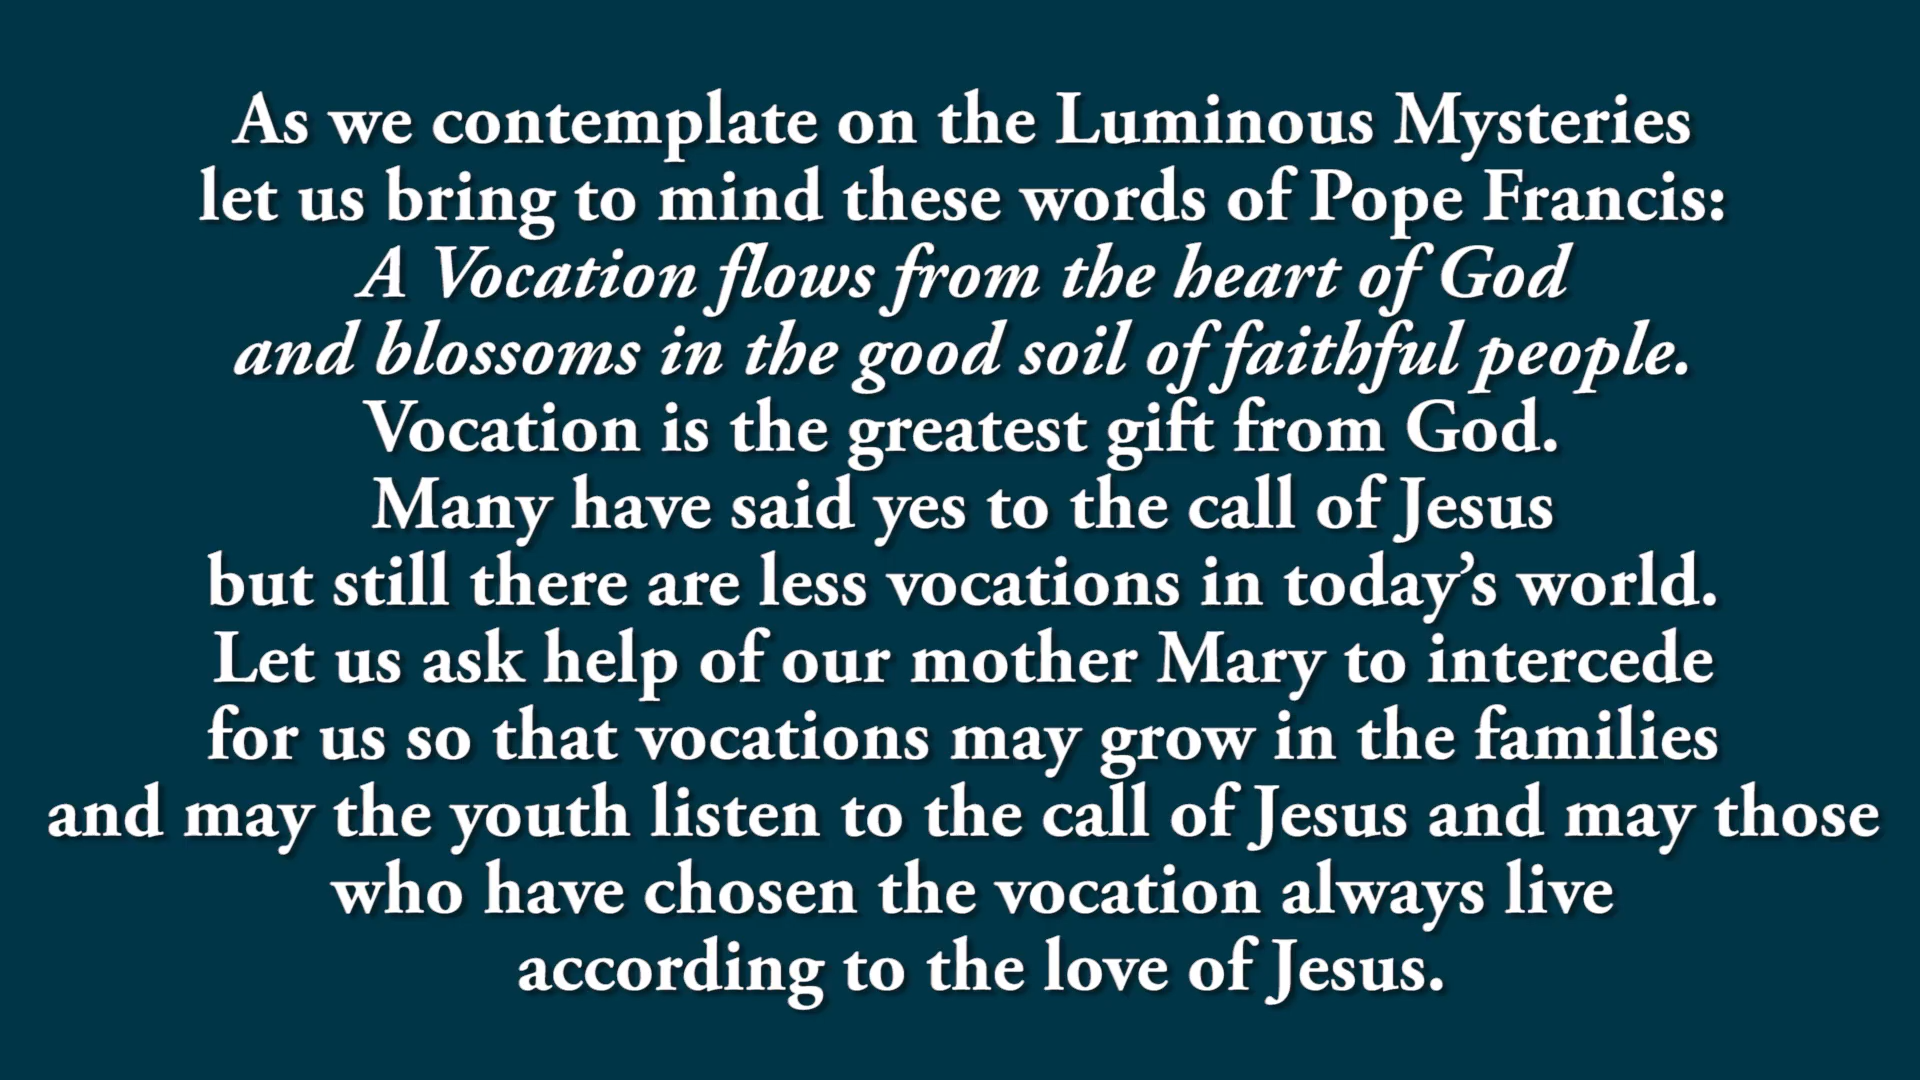 As we contemplate on the Luminous Mysteries
let us bring to mind these words of Pope Francis:
A Vocation flows from the heart of God
and blossoms in the good soil of faithful people.
Vocation is the greatest gift from God.
Many have said yes to the call of Jesus
but still there are less vocations in today’s world.
Let us ask help of our mother Mary to intercede
for us so that vocations may grow in the families
and may the youth listen to the call of Jesus and may those
who have chosen the vocation always live
according to the love of Jesus.